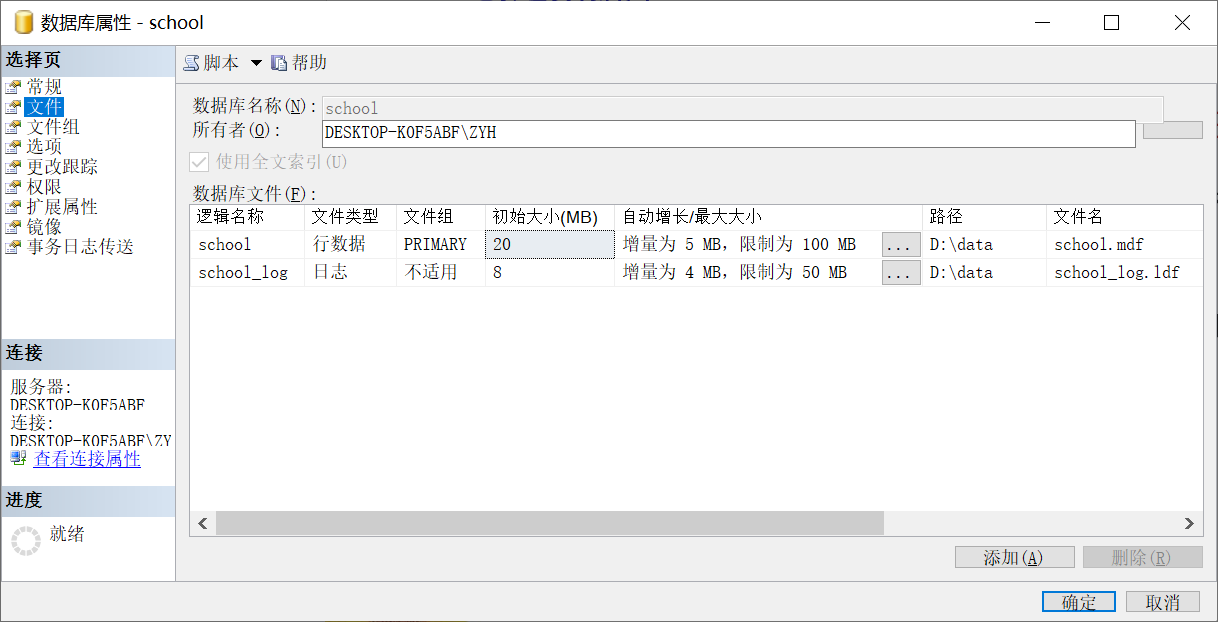 数据库属性 - school
选择页
常规
文件
文件组
选项
更改跟踪
权限
扩展属性
镜像
事务日志传送
连接
服务器:
DESKTOP-K0F5ABF
连接:
DESKTOP-K0F5ABF\ZY
查看连接属性
进度
就绪
脚本 帮助
数据库名称(N): school
所有者(O): DESKTOP-K0F5ABF\ZYH
使用全文索引(U)
数据库文件(F):
逻辑名称 文件类型 文件组 初始大小(MB) 自动增长/最大大小 路径 文件名
school 行数据 PRIMARY 20 增量为 5 MB, 限制为 100 MB ... D:\data school.mdf
school_log 日志 不适用 8 增量为 4 MB, 限制为 50 MB ... D:\data school_log.ldf
添加(A) 删除(R)
确定 取消